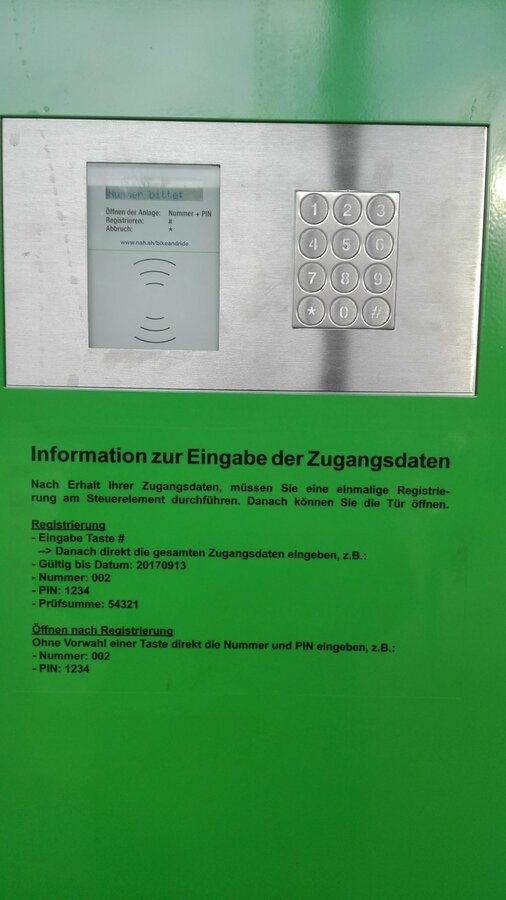 Nummer bitte:
Öffnen der Anlage: Nummer + PIN
Registrieren: #
Abbruch: *
www.nah.sh/bikeandride
1 2 3
4 5 6
7 8 9
* 0 #
Information zur Eingabe der Zugangsdaten
Nach Erhalt Ihrer Zugangsdaten, müssen Sie eine einmalige Registrie-
rung am Steuerelement durchführen. Danach können Sie die Tür öffnen.
Registrierung
- Eingabe Taste #
--> Danach direkt die gesamten Zugangsdaten eingeben, z.B.:
- Gültig bis Datum: 20170913
- Nummer: 002
- PIN: 1234
- Prüfsumme: 54321
Öffnen nach Registrierung
Ohne Vorwahl einer Taste direkt die Nummer und PIN eingeben, z.B.:
- Nummer: 002
- PIN: 1234